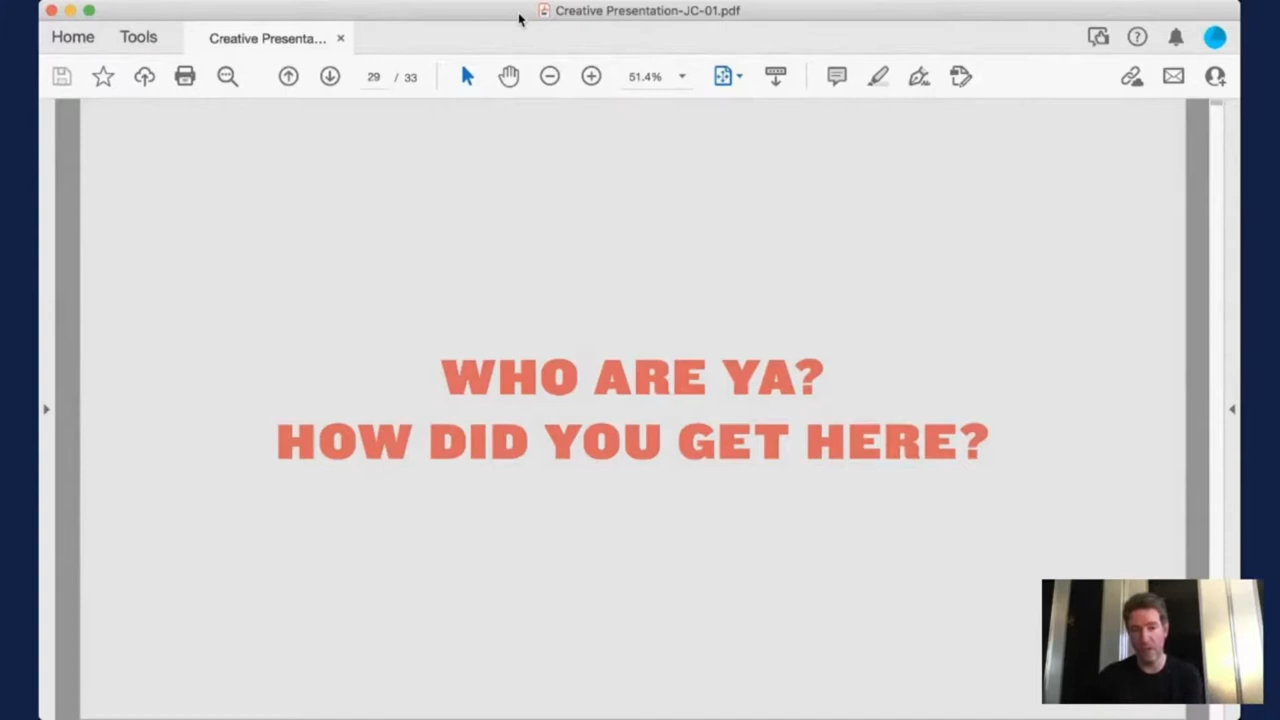 Creative Presentation-JC-01.pdf
Home
Tools
Creative Presenta...
29 / 33
51.4%
WHO ARE YA?
HOW DID YOU GET HERE?